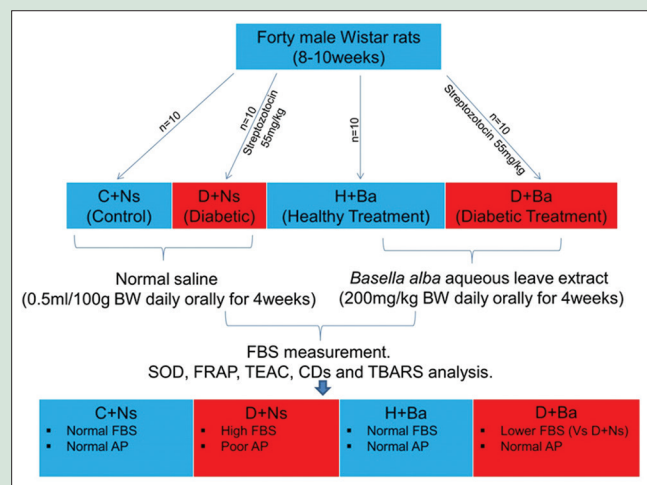 Forty male Wistar rats
(8-10weeks)
n=10
n=10
Streptozotocin
55mg/kg
n=10
n=10
Streptozotocin
55mg/kg
C+Ns
(Control)
D+Ns
(Diabetic)
H+Ba
(Healthy Treatment)
D+Ba
(Diabetic Treatment)
Normal saline
(0.5ml/100g BW daily orally for 4weeks)
Basella alba aqueous leave extract
(200mg/kg BW daily orally for 4weeks)
FBS measurement.
SOD, FRAP, TEAC, CDs and TBARS analysis.
C+Ns
▪ Normal FBS
▪ Normal AP
D+Ns
▪ High FBS
▪ Poor AP
H+Ba
▪ Normal FBS
▪ Normal AP
D+Ba
▪ Lower FBS (Vs D+Ns)
▪ Normal AP